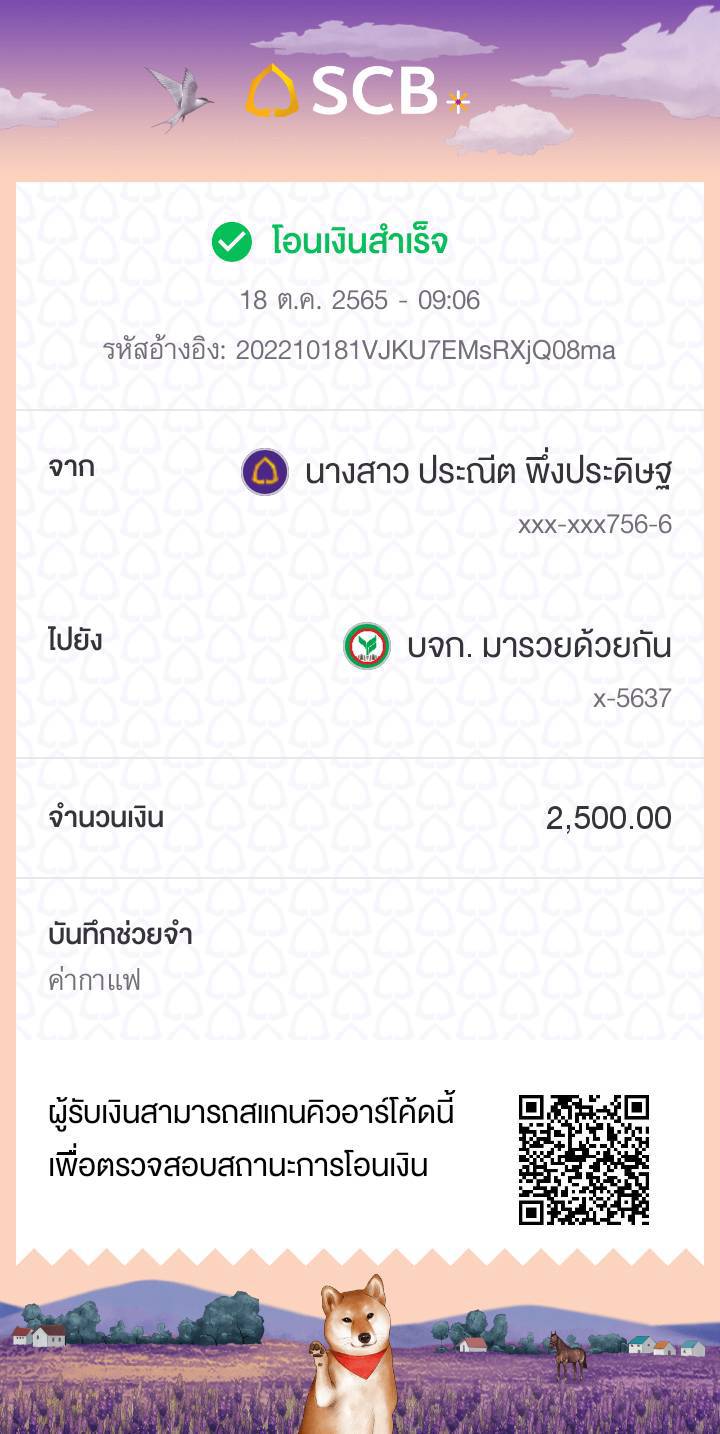 SCB
โอนเงินสำเร็จ
18 ต.ค. 2565 - 09:06
รหัสอ้างอิง: 202210181VJKU7EMsRXjQ08ma
จาก
นางสาว ประณีต พึ่งประดิษฐ
xxx-xxx756-6
ไปยัง
บจก. มารวยด้วยกัน
x-5637
จำนวนเงิน
2,500.00
บันทึกช่วยจำ
ค่ากาแฟ
ผู้รับเงินสามารถสแกนคิวอาร์โค้ดนี้
เพื่อตรวจสอบสถานะการโอนเงิน